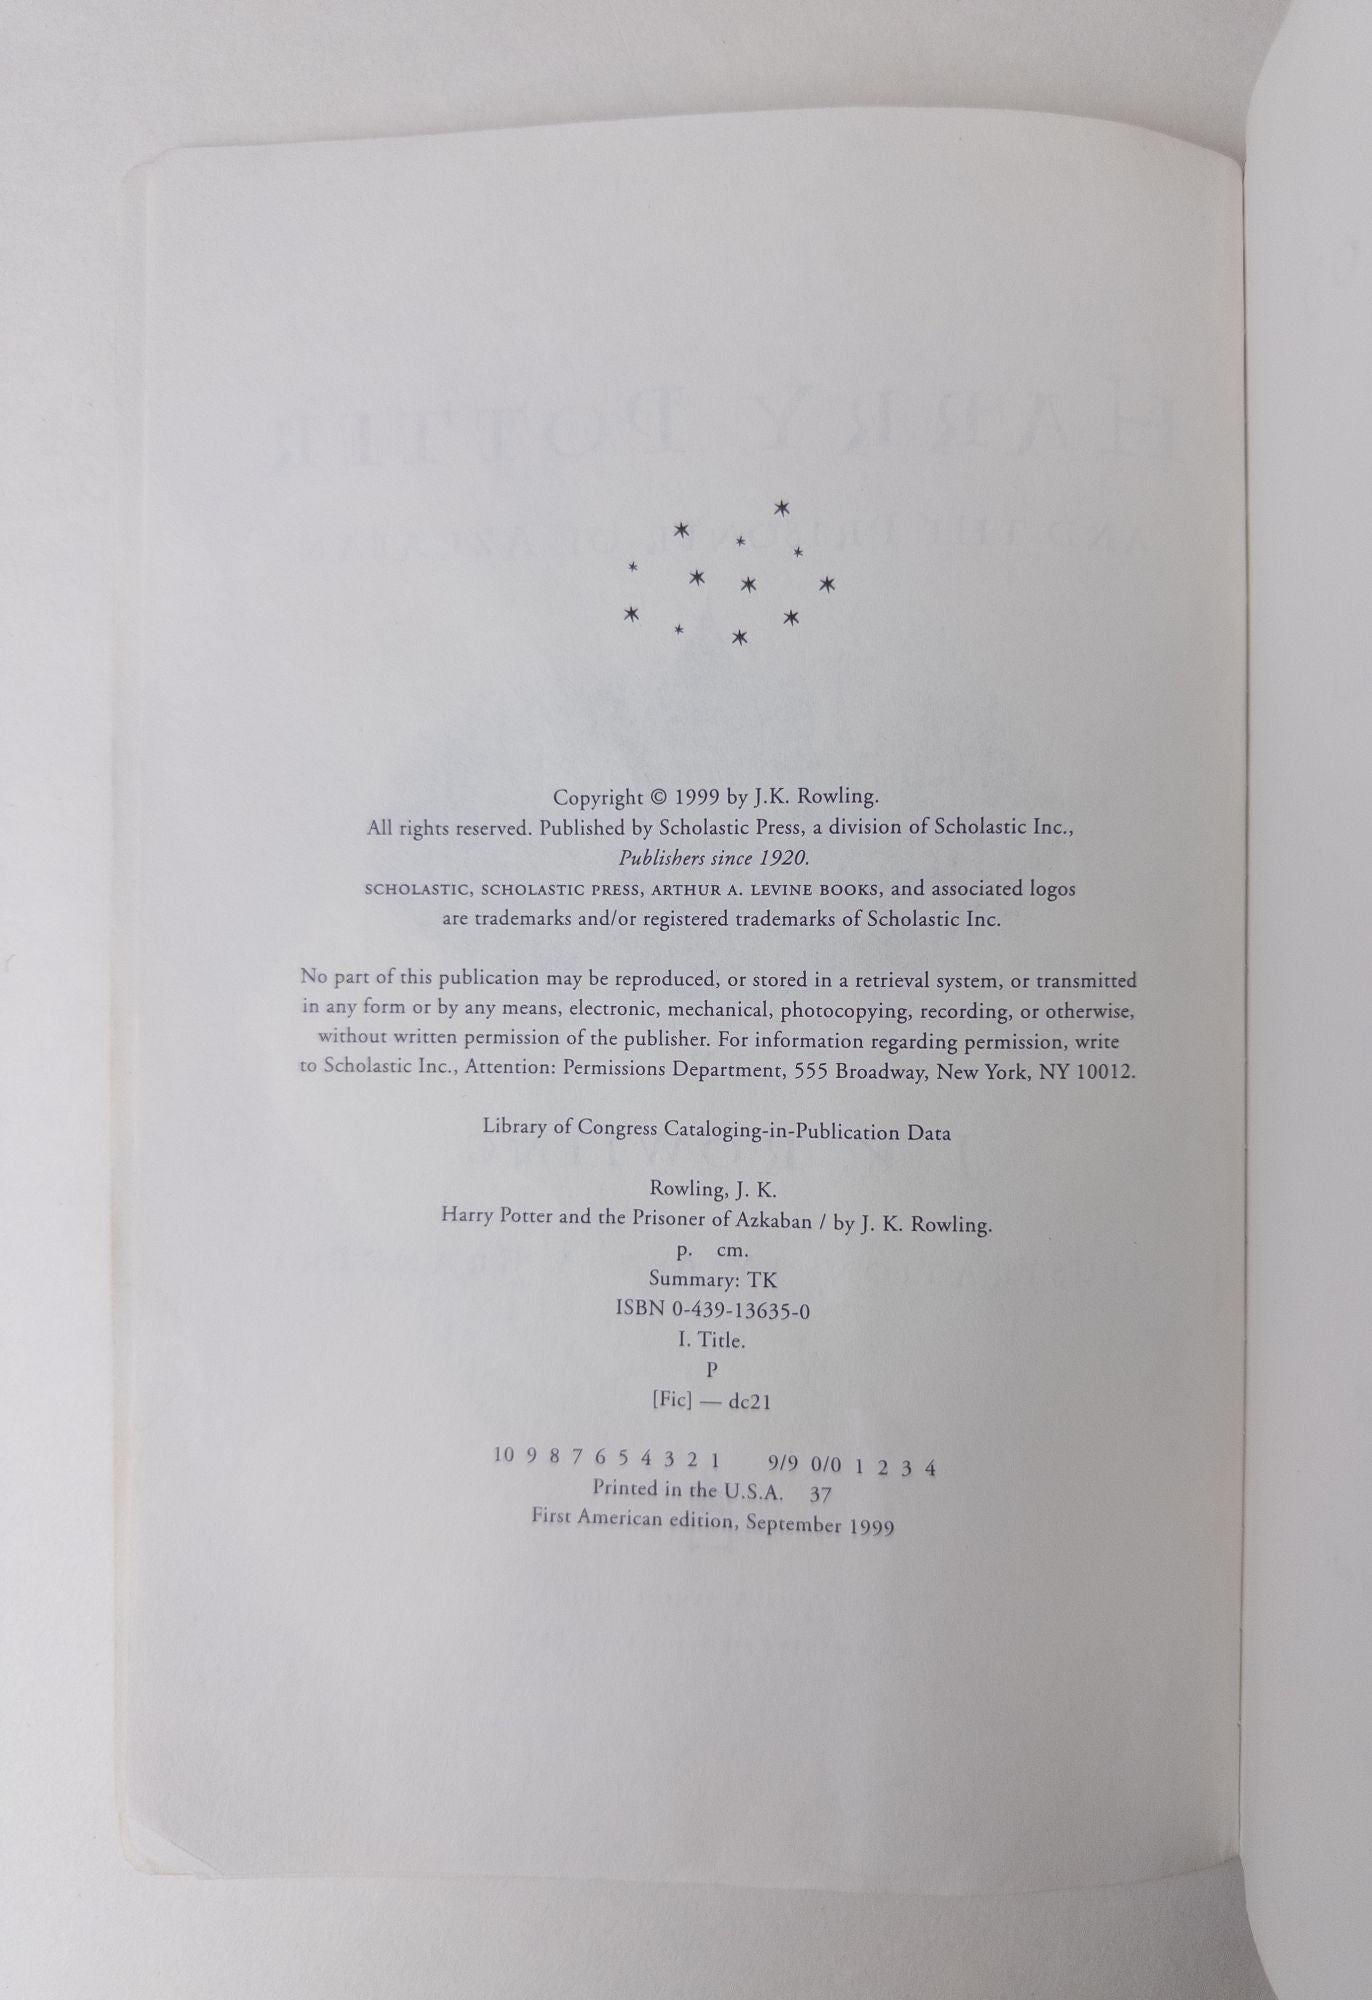 Copyright © 1999 by J.K. Rowling.
All rights reserved. Published by Scholastic Press, a division of Scholastic Inc.,
Publishers since 1920.
SCHOLASTIC, SCHOLASTIC PRESS, ARTHUR A. LEVINE BOOKS, and associated logos
are trademarks and/or registered trademarks of Scholastic Inc.
No part of this publication may be reproduced, or stored in a retrieval system, or transmitted
in any form or by any means, electronic, mechanical, photocopying, recording, or otherwise,
without written permission of the publisher. For information regarding permission, write
to Scholastic Inc., Attention: Permissions Department, 555 Broadway, New York, NY 10012.
Library of Congress Cataloging-in-Publication Data
Rowling, J. K.
Harry Potter and the Prisoner of Azkaban / by J. K. Rowling.
p. cm.
Summary: TK
ISBN 0-439-13635-0
I. Title.
P
[Fic] — dc21
10 9 8 7 6 5 4 3 2 1 9/9 0/0 1 2 3 4
Printed in the U.S.A. 37
First American edition, September 1999